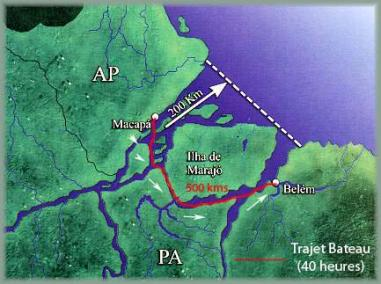 AP
200 Km
Macapá
Ilha de
Marajó
500 kms
Belém
PA
Trajet Bateau
(40 heures)